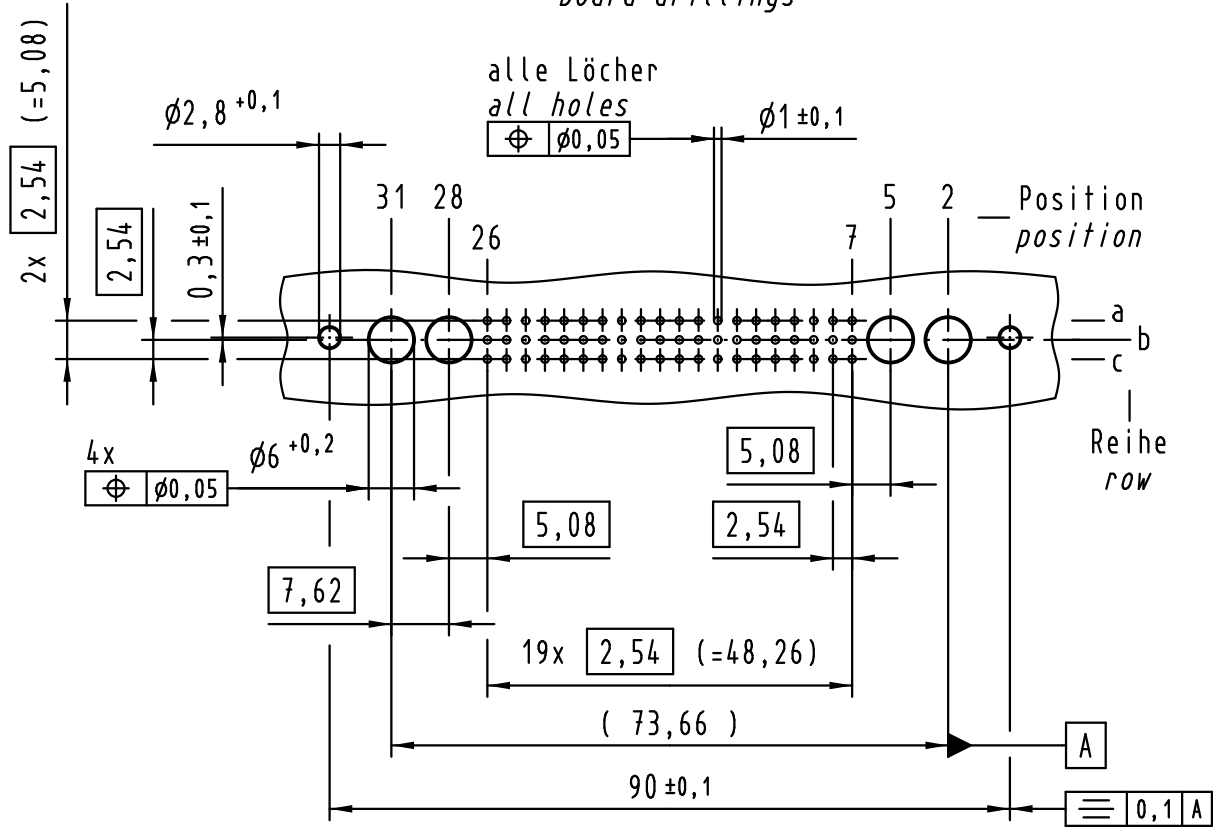 board drillings
2x 2,54 (=5,08)
alle Löcher
all holes
⌖ ø0,05
ø2,8 +0,1
ø1 ±0,1
2,54
0,3 ±0,1
31 28
26
7
5 2
Position
position
a
b
c
Reihe
row
4x
⌖ ø0,05
ø6 +0,2
5,08
5,08
2,54
7,62
19x 2,54 (=48,26)
( 73,66 )
A
90 ±0,1
⌯ 0,1 A